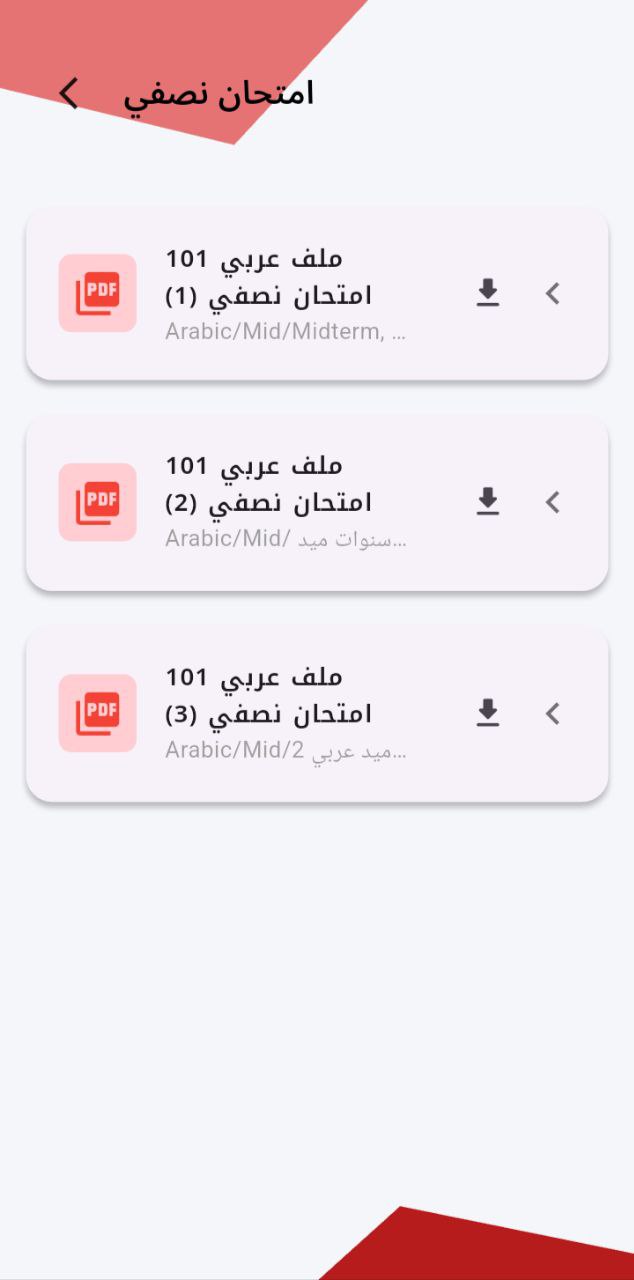 امتحان نصفي
ملف عربي 101
امتحان نصفي (1)
Arabic/Mid/Midterm, ...
PDF
ملف عربي 101
امتحان نصفي (2)
Arabic/Mid/ سنوات ميد...
PDF
ملف عربي 101
امتحان نصفي (3)
Arabic/Mid/2 ميد عربي...
PDF